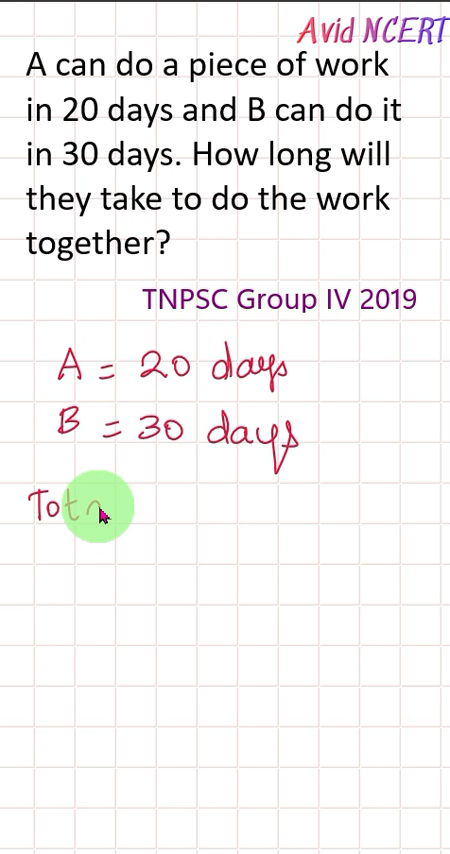 Avid NCERT
A can do a piece of work
in 20 days and B can do it
in 30 days. How long will
they take to do the work
together?
TNPSC Group IV 2019
A = 20 days
B = 30 days
Tot